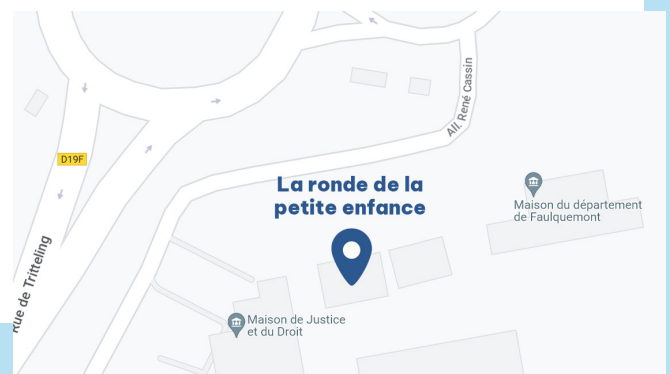 All. René Cassin
D19F
La ronde de la
petite enfance
Maison du département
de Faulquemont
Rue de Tritteling
Maison de Justice
et du Droit